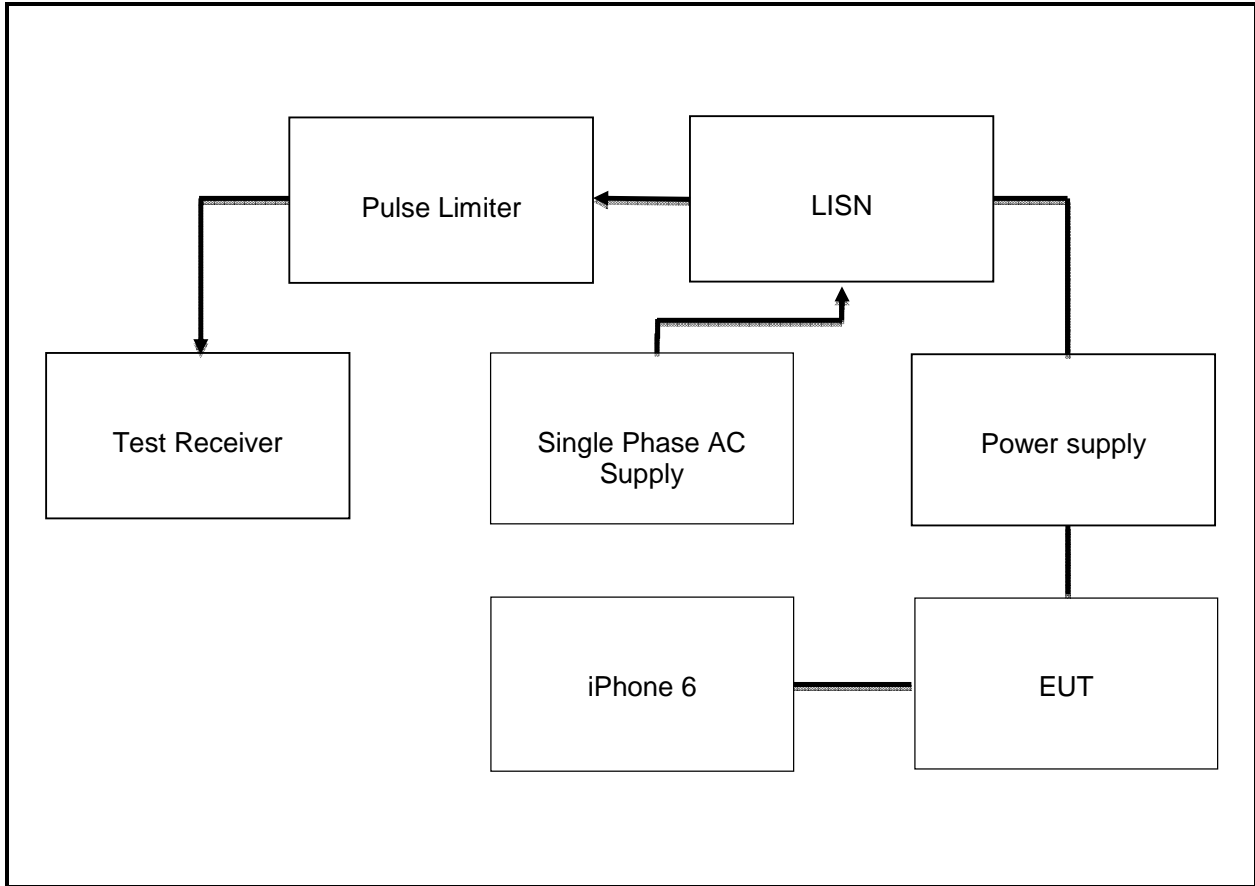 Pulse Limiter
LISN
Test Receiver
Single Phase AC
Supply
Power supply
iPhone 6
EUT